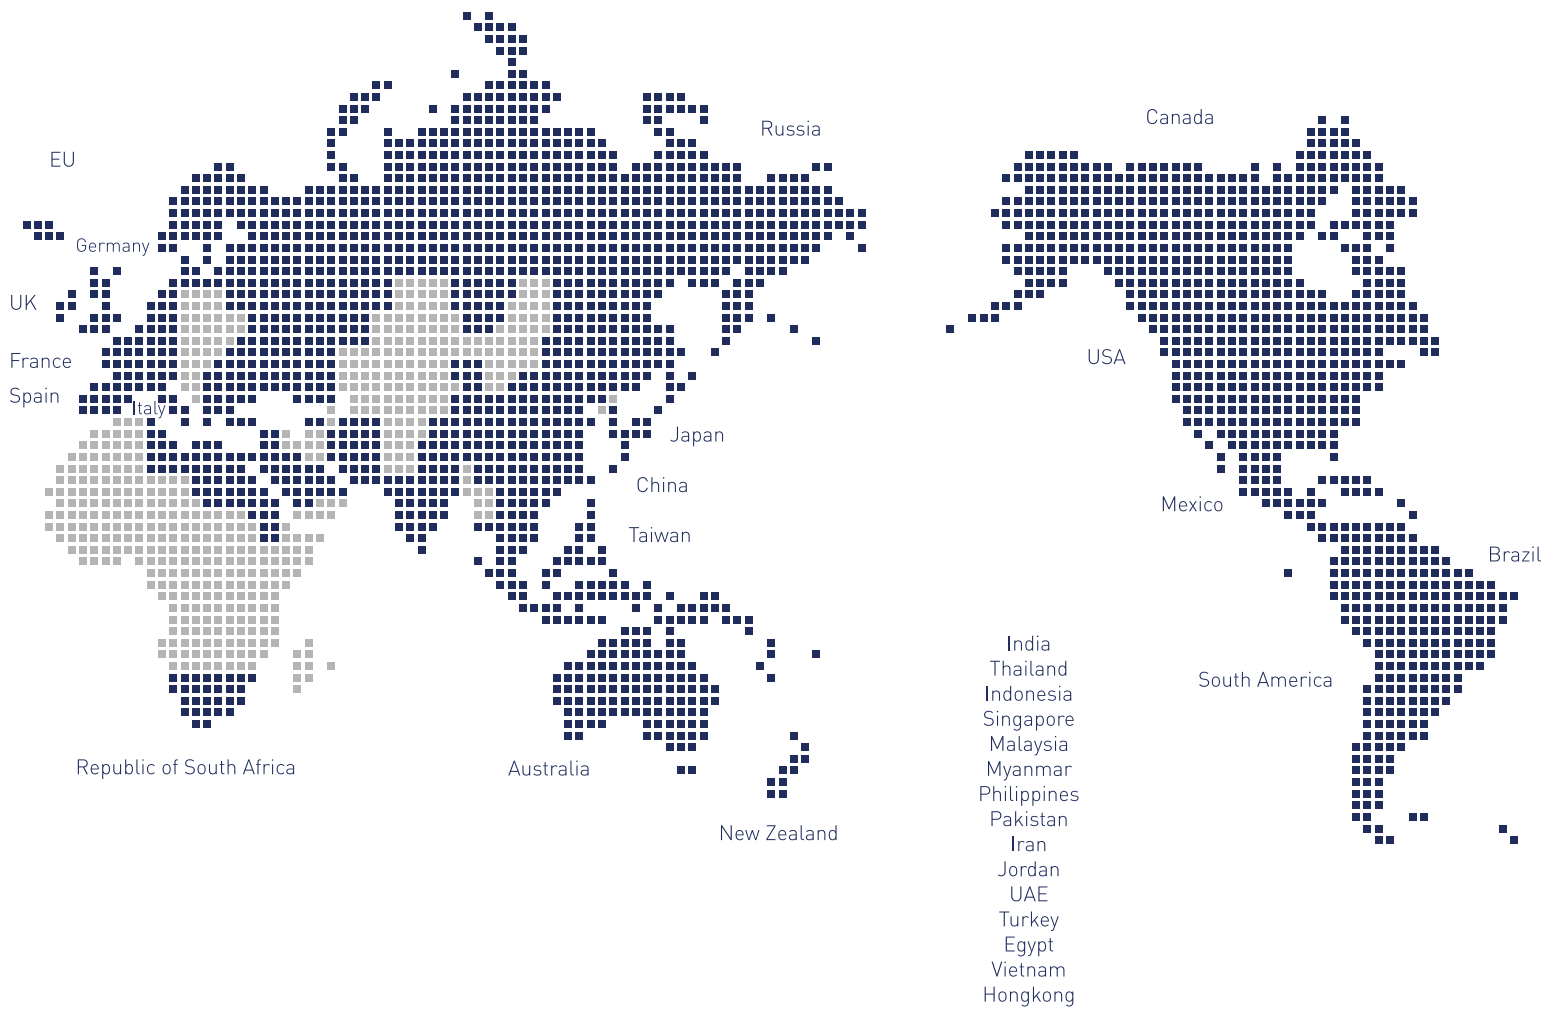 Canada
Russia
EU
Germany
UK
USA
France
Spain
Italy
Japan
China
Mexico
Taiwan
Brazil
India
Thailand
South America
Indonesia
Singapore
Malaysia
Republic of South Africa
Australia
Myanmar
Philippines
Pakistan
New Zealand
Iran
Jordan
UAE
Turkey
Egypt
Vietnam
Hongkong